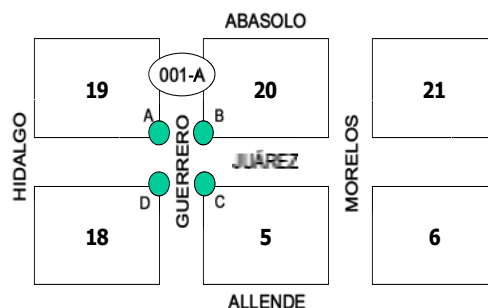 ABASOLO
001-A
19
20
21
A
B
HIDALGO
GUERRERO
JUÁREZ
MORELOS
D
C
18
5
6
ALLENDE